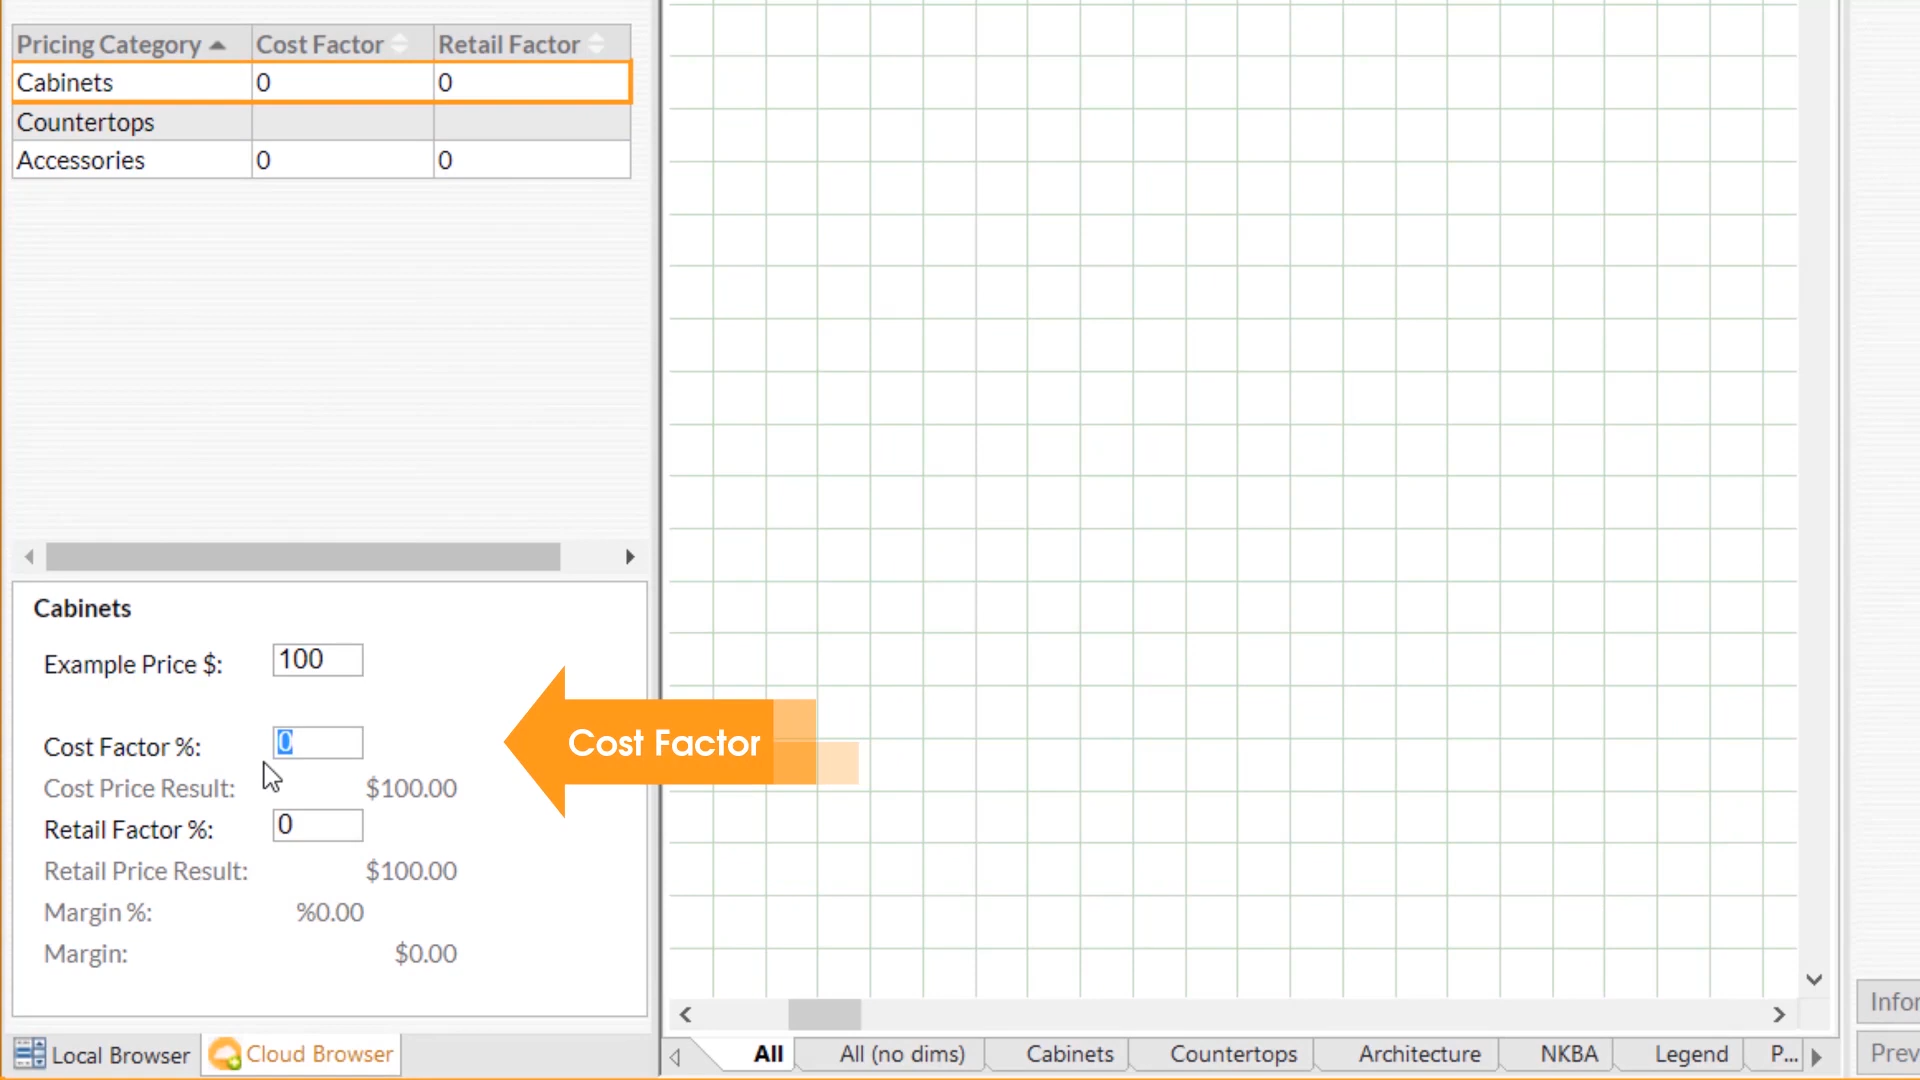 Pricing Category Cost Factor Retail Factor
Cabinets 0 0
Countertops
Accessories 0 0
Cabinets
Example Price $: 100
Cost Factor %: 0
Cost Factor
Cost Price Result: $100.00
Retail Factor %: 0
Retail Price Result: $100.00
Margin %: %0.00
Margin: $0.00
Local Browser Cloud Browser
All All (no dims) Cabinets Countertops Architecture NKBA Legend P...
Infor
Prev